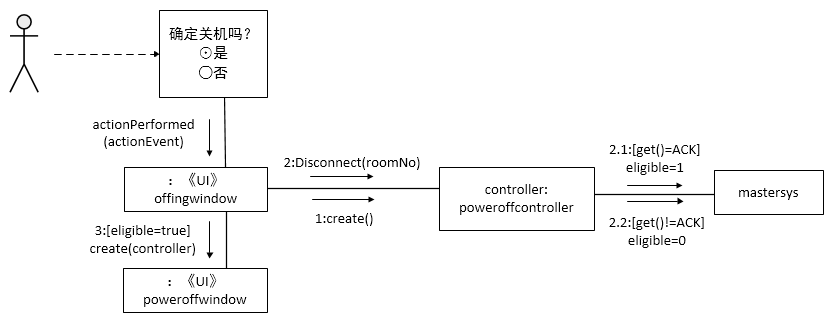 确定关机吗?
⊙是
〇否
actionPerformed
(actionEvent)
:《UI》
offingwindow
2:Disconnect(roomNo)
1:create()
controller:
poweroffcontroller
2.1:[get()=ACK]
eligible=1
2.2:[get()!=ACK]
eligible=0
mastersys
3:[eligible=true]
create(controller)
:《UI》
poweroffwindow